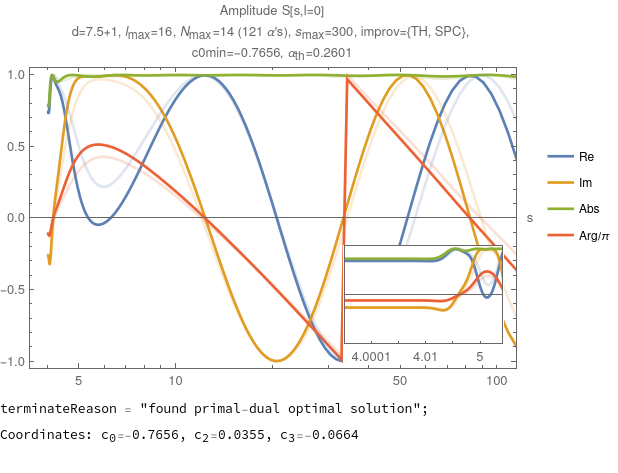 Amplitude S[s,l=0]
d=7.5+1, lmax=16, Nmax=14 (121 α's), smax=300, improv={TH, SPC},
c0min=-0.7656, αth=0.2601
1.0
0.5
0.0
-0.5
-1.0
s
Re
Im
Abs
Arg/π
4.0001 4.01 5
5 10 50 100
terminateReason = "found primal-dual optimal solution";
Coordinates: c0=-0.7656, c2=0.0355, c3=-0.0664